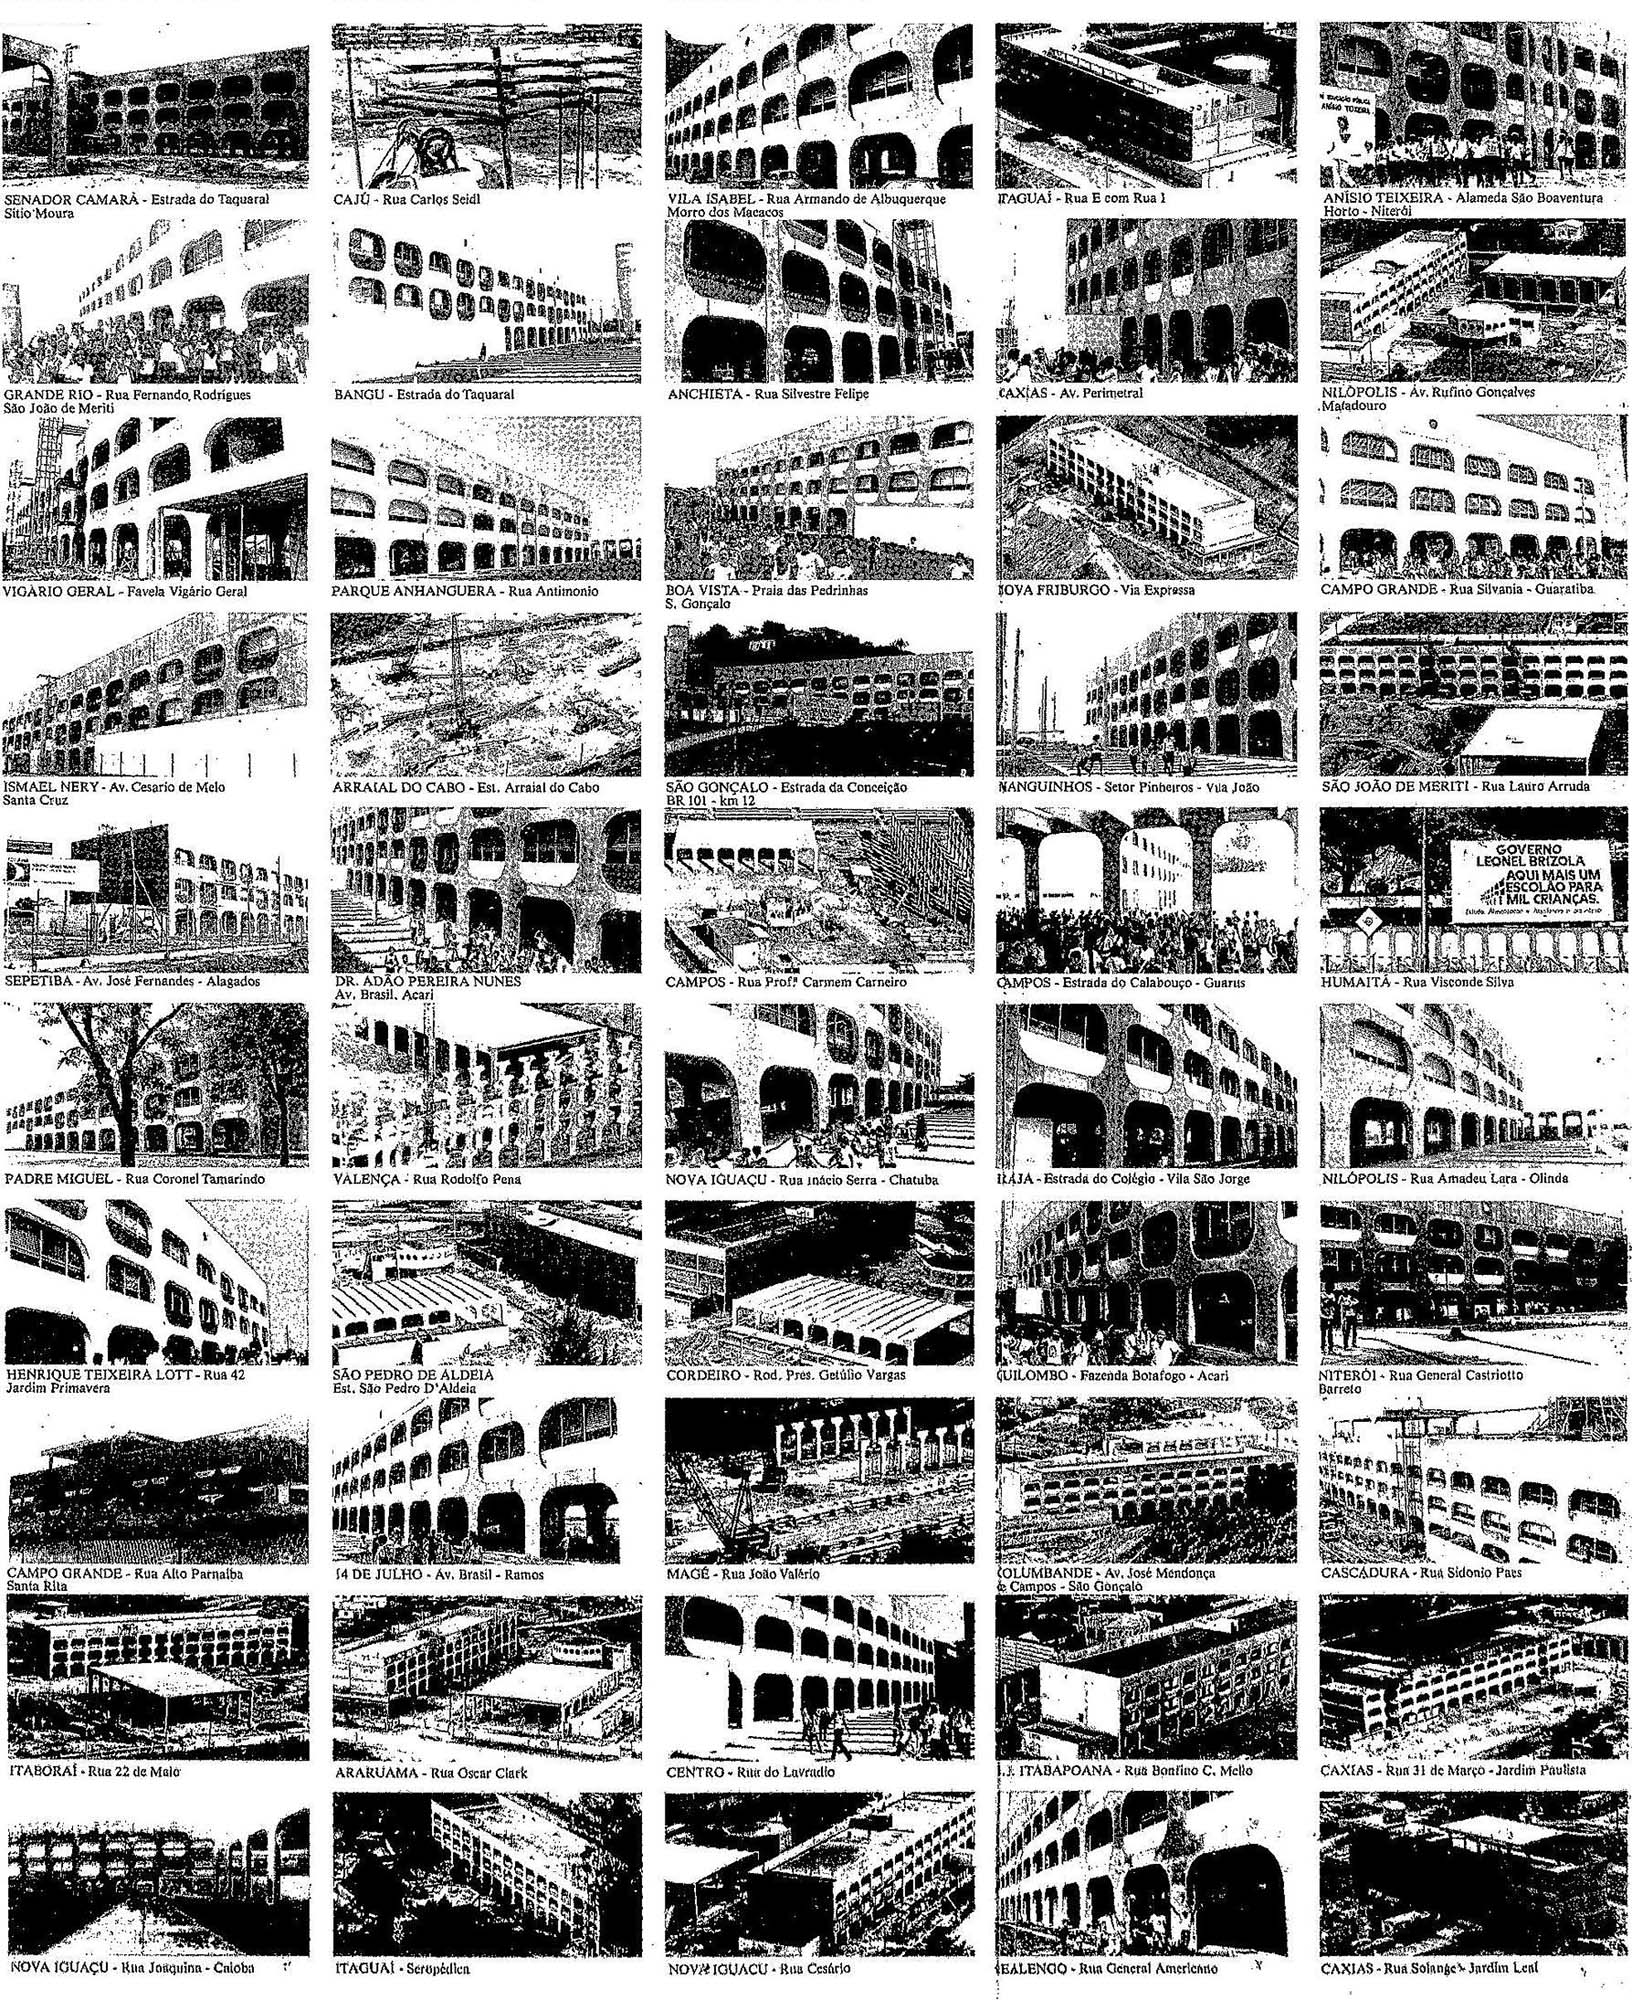 SENADOR CAMARÁ - Estrada do Taquaral
Sítio Moura
CAJÚ - Rua Carlos Seidl
VILA ISABEL - Rua Armando de Albuquerque
Morro dos Macacos
ITAGUAÍ - Rua E com Rua 1
DE EDUCAÇÃO PÚBLICA
ANÍSIO TEIXEIRA
ANÍSIO TEIXEIRA - Alameda São Boaventura
Horto - Niterói
GRANDE RIO - Rua Fernando Rodrigues
São João de Meriti
BANGU - Estrada do Taquaral
ANCHIETA - Rua Silvestre Felipe
CAXIAS - Av. Perimetral
NILÓPOLIS - Av. Rufino Gonçalves
Matadouro
VIGÁRIO GERAL - Favela Vigário Geral
PARQUE ANHANGUERA - Rua Antimonio
BOA VISTA - Praia das Pedrinhas
S. Gonçalo
NOVA FRIBURGO - Via Expressa
CAMPO GRANDE - Rua Silvania - Guaratiba
ISMAEL NERY - Av. Cesario de Melo
Santa Cruz
ARRAIAL DO CABO - Est. Arraial do Cabo
SÃO GONÇALO - Estrada da Conceição
BR 101 - km 12
MANGUINHOS - Setor Pinheiros - Vila João
SÃO JOÃO DE MERITI - Rua Lauro Arruda
GOVERNO
LEONEL BRIZOLA
AQUI MAIS UM
ESCOLÃO PARA
MIL CRIANÇAS.
SEPETIBA - Av. José Fernandes - Alagados
DR. ADÃO PEREIRA NUNES
Av. Brasil, Acari
CAMPOS - Rua Profª Carmem Carneiro
CAMPOS - Estrada do Calabouço - Guarus
HUMAITÁ - Rua Visconde Silva
PADRE MIGUEL - Rua Coronel Tamarindo
VALENÇA - Rua Rodolfo Pena
NOVA IGUAÇU - Rua Inácio Serra - Chatuba
IRAJA - Estrada do Colégio - Vila São Jorge
NILÓPOLIS - Rua Amadeu Lara - Olinda
HENRIQUE TEIXEIRA LOTT - Rua 42
Jardim Primavera
SÃO PEDRO DE ALDEIA
Est. São Pedro D'Aldeia
CORDEIRO - Rod. Pres. Getúlio Vargas
QUILOMBO - Fazenda Botafogo - Acari
NITERÓI - Rua General Castriotto
Barreto
CAMPO GRANDE - Rua Alto Parnaíba
Santa Rita
14 DE JULHO - Av. Brasil - Ramos
MAGÉ - Rua João Valério
COLUMBANDE - Av. José Mendonça
de Campos - São Gonçalo
CASCADURA - Rua Sidonio Paes
ITABORAÍ - Rua 22 de Maio
ARARUAMA - Rua Oscar Clark
CENTRO - Rua do Lavradio
B.J. ITABAPOANA - Rua Bonfino C. Mello
CAXIAS - Rua 31 de Março - Jardim Paulista
NOVA IGUAÇU - Rua Joaquina - Caioba
ITAGUAÍ - Seropédica
NOVA IGUAÇU - Rua Cesário
REALENGO - Rua General Americano
CAXIAS - Rua Solange - Jardim Leal